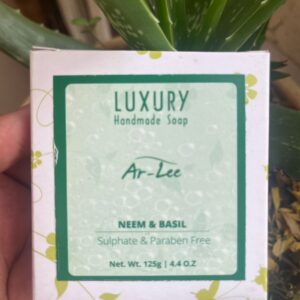 LUXURY
Handmade Soap
Ar-Lee
NEEM & BASIL
Sulphate & Paraben Free
Net. Wt. 125g | 4.4 O.Z